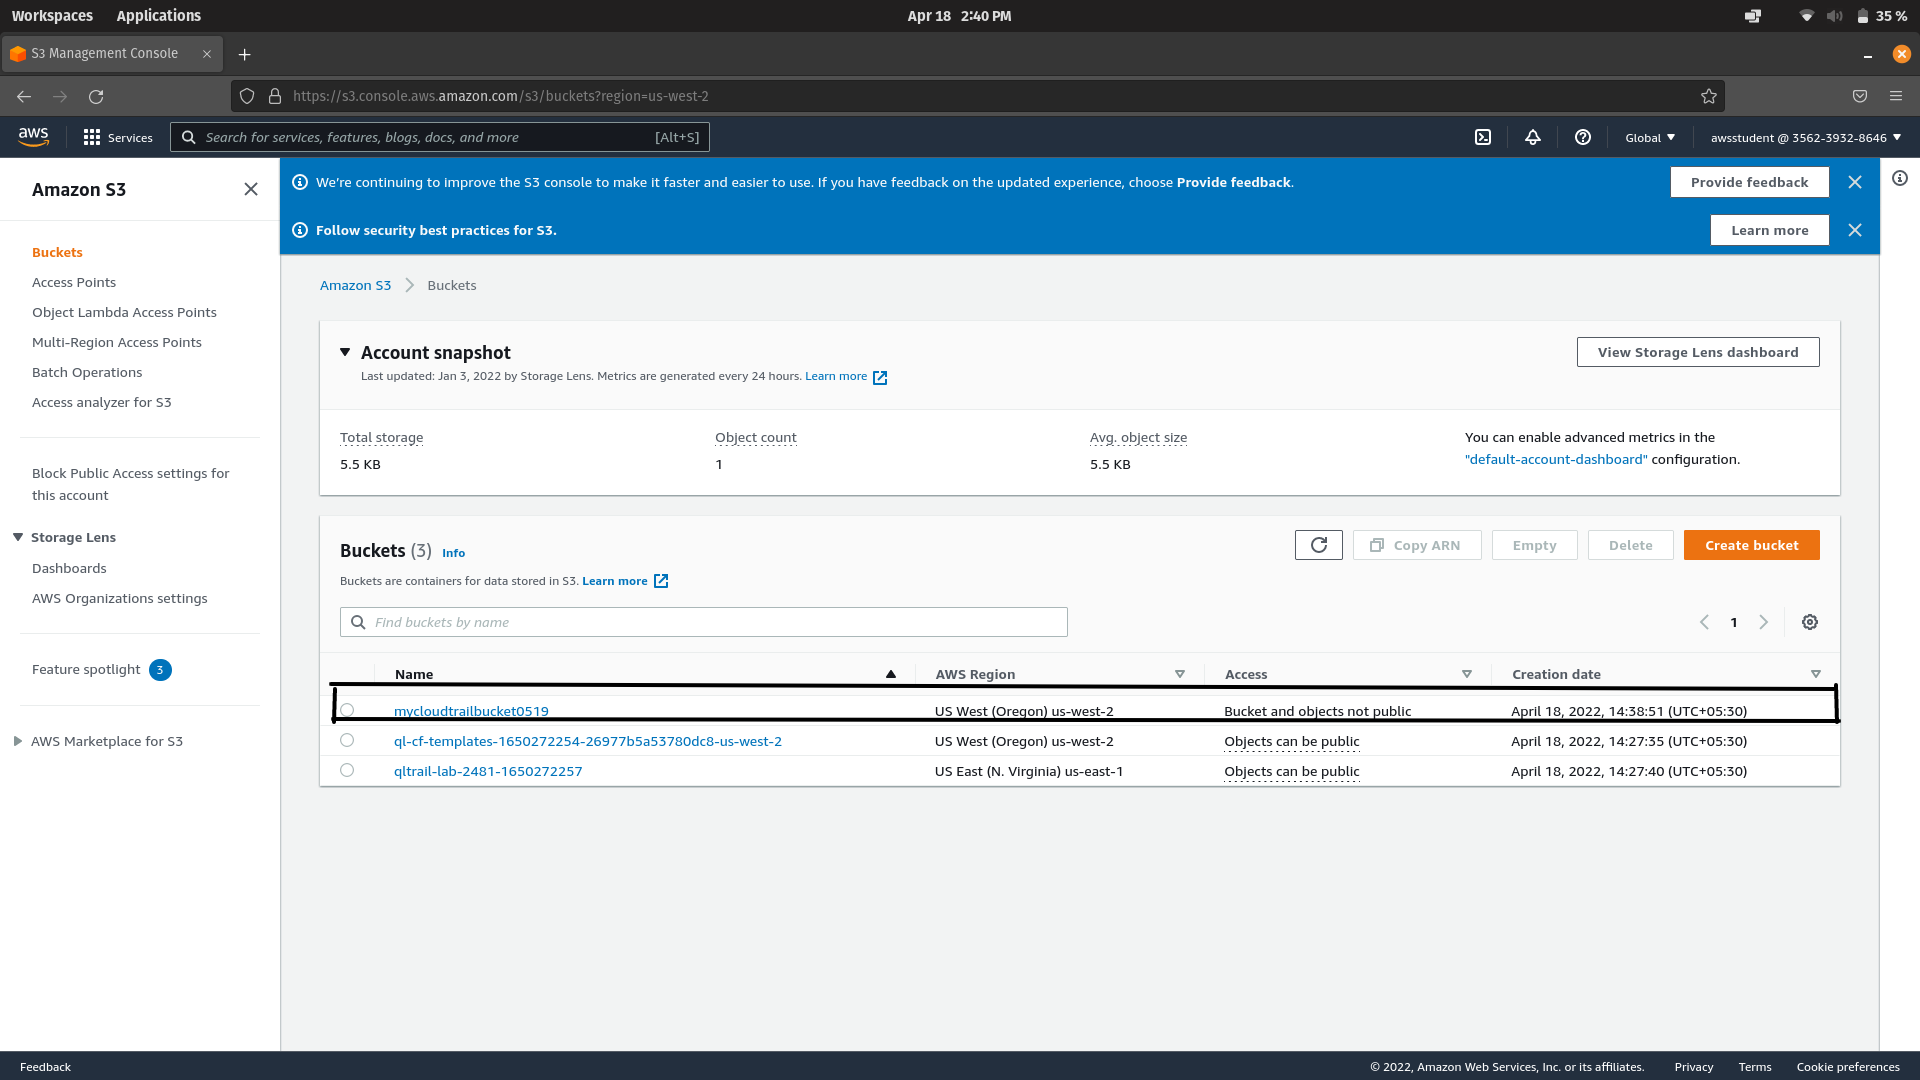 Workspaces Applications Apr 18 2:40 PM 35 %
S3 Management Console
https://s3.console.aws.amazon.com/s3/buckets?region=us-west-2
aws Services Search for services, features, blogs, docs, and more [Alt+S] Global awsstudent @ 3562-3932-8646
Amazon S3
Buckets
Access Points
Object Lambda Access Points
Multi-Region Access Points
Batch Operations
Access analyzer for S3
Block Public Access settings for
this account
Storage Lens
Dashboards
AWS Organizations settings
Feature spotlight 3
AWS Marketplace for S3
We're continuing to improve the S3 console to make it faster and easier to use. If you have feedback on the updated experience, choose Provide feedback. Provide feedback
Follow security best practices for S3. Learn more
Amazon S3 Buckets
Account snapshot View Storage Lens dashboard
Last updated: Jan 3, 2022 by Storage Lens. Metrics are generated every 24 hours. Learn more
Total storage Object count Avg. object size You can enable advanced metrics in the
5.5 KB 1 5.5 KB "default-account-dashboard" configuration.
Buckets (3) Info Copy ARN Empty Delete Create bucket
Buckets are containers for data stored in S3. Learn more
Find buckets by name 1
Name AWS Region Access Creation date
mycloudtrailbucket0519 US West (Oregon) us-west-2 Bucket and objects not public April 18, 2022, 14:38:51 (UTC+05:30)
ql-cf-templates-1650272254-26977b5a53780dc8-us-west-2 US West (Oregon) us-west-2 Objects can be public April 18, 2022, 14:27:35 (UTC+05:30)
qltrail-lab-2481-1650272257 US East (N. Virginia) us-east-1 Objects can be public April 18, 2022, 14:27:40 (UTC+05:30)
Feedback © 2022, Amazon Web Services, Inc. or its affiliates. Privacy Terms Cookie preferences